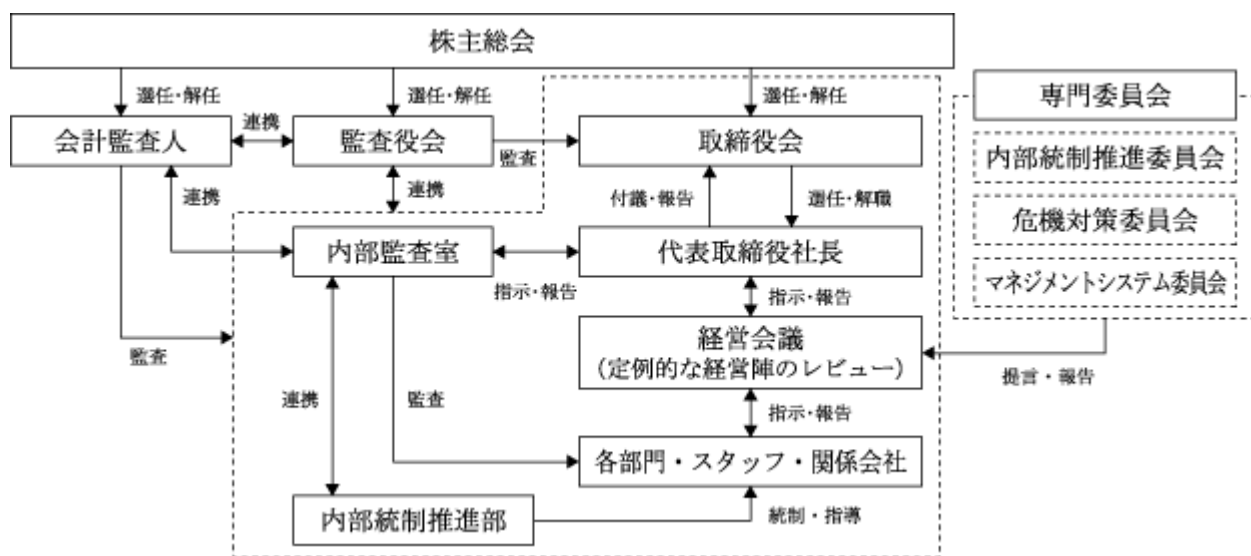 株主総会
選任・解任
選任・解任
選任・解任
専門委員会
会計監査人
連携
監査役会
監査
取締役会
内部統制推進委員会
連携
連携
付議・報告
選任・解職
危機対策委員会
内部監査室
指示・報告
代表取締役社長
マネジメントシステム委員会
指示・報告
監査
経営会議
(定例的な経営陣のレビュー)
提言・報告
連携
監査
指示・報告
各部門・スタッフ・関係会社
内部統制推進部
統制・指導